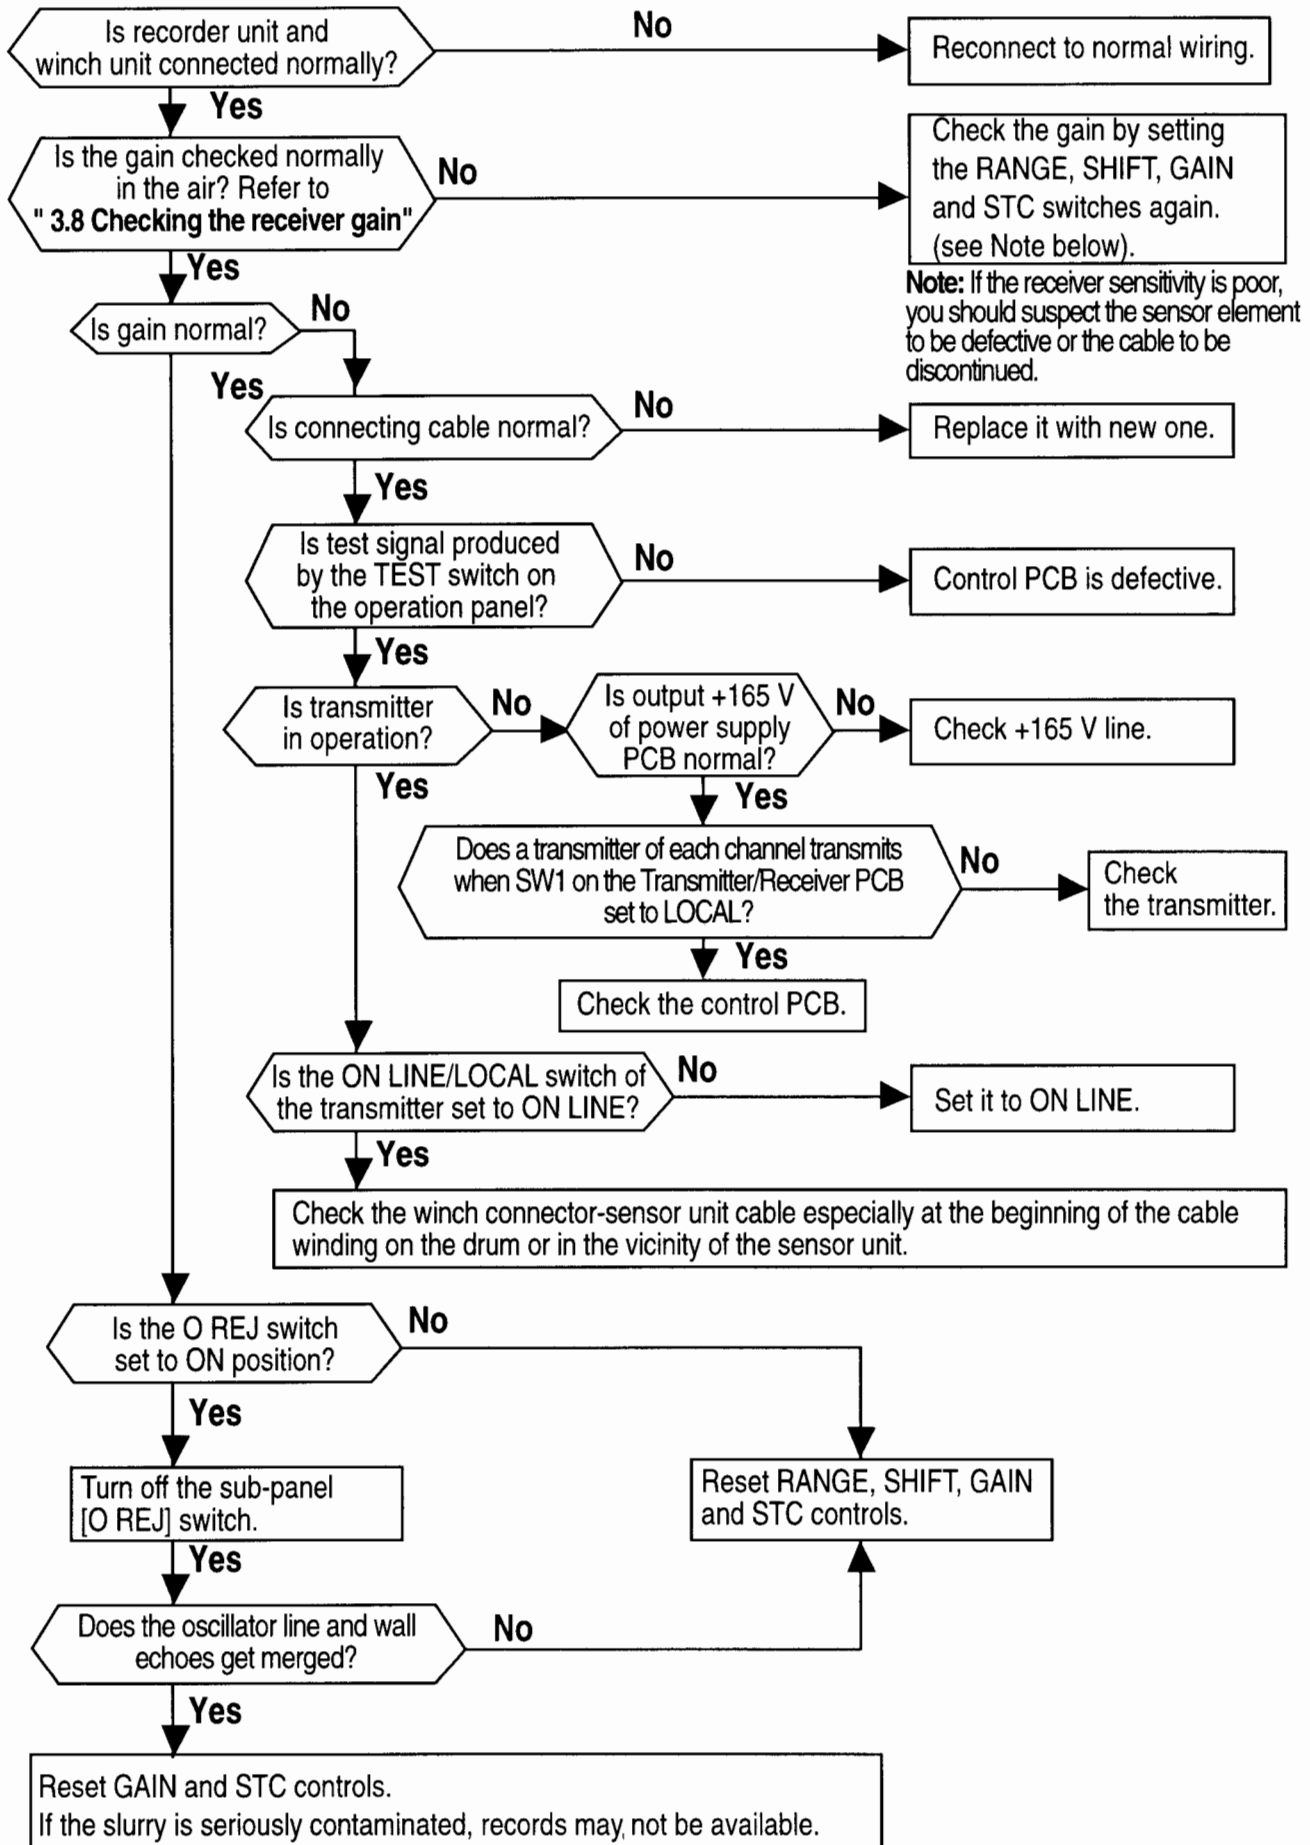 Is recorder unit and
winch unit connected normally?
No
Reconnect to normal wiring.
Yes
Is the gain checked normally
in the air? Refer to
" 3.8 Checking the receiver gain"
No
Check the gain by setting
the RANGE, SHIFT, GAIN
and STC switches again.
(see Note below).
Note: If the receiver sensitivity is poor,
you should suspect the sensor element
to be defective or the cable to be
discontinued.
Yes
Is gain normal?
No
Yes
Is connecting cable normal?
No
Replace it with new one.
Yes
Is test signal produced
by the TEST switch on
the operation panel?
No
Control PCB is defective.
Yes
Is transmitter
in operation?
No
Is output +165 V
of power supply
PCB normal?
No
Check +165 V line.
Yes
Yes
Does a transmitter of each channel transmits
when SW1 on the Transmitter/Receiver PCB
set to LOCAL?
No
Check
the transmitter.
Yes
Check the control PCB.
Is the ON LINE/LOCAL switch of
the transmitter set to ON LINE?
No
Set it to ON LINE.
Yes
Check the winch connector-sensor unit cable especially at the beginning of the cable
winding on the drum or in the vicinity of the sensor unit.
Is the O REJ switch
set to ON position?
No
Yes
Turn off the sub-panel
[O REJ] switch.
Reset RANGE, SHIFT, GAIN
and STC controls.
Yes
Does the oscillator line and wall
echoes get merged?
No
Yes
Reset GAIN and STC controls.
If the slurry is seriously contaminated, records may not be available.